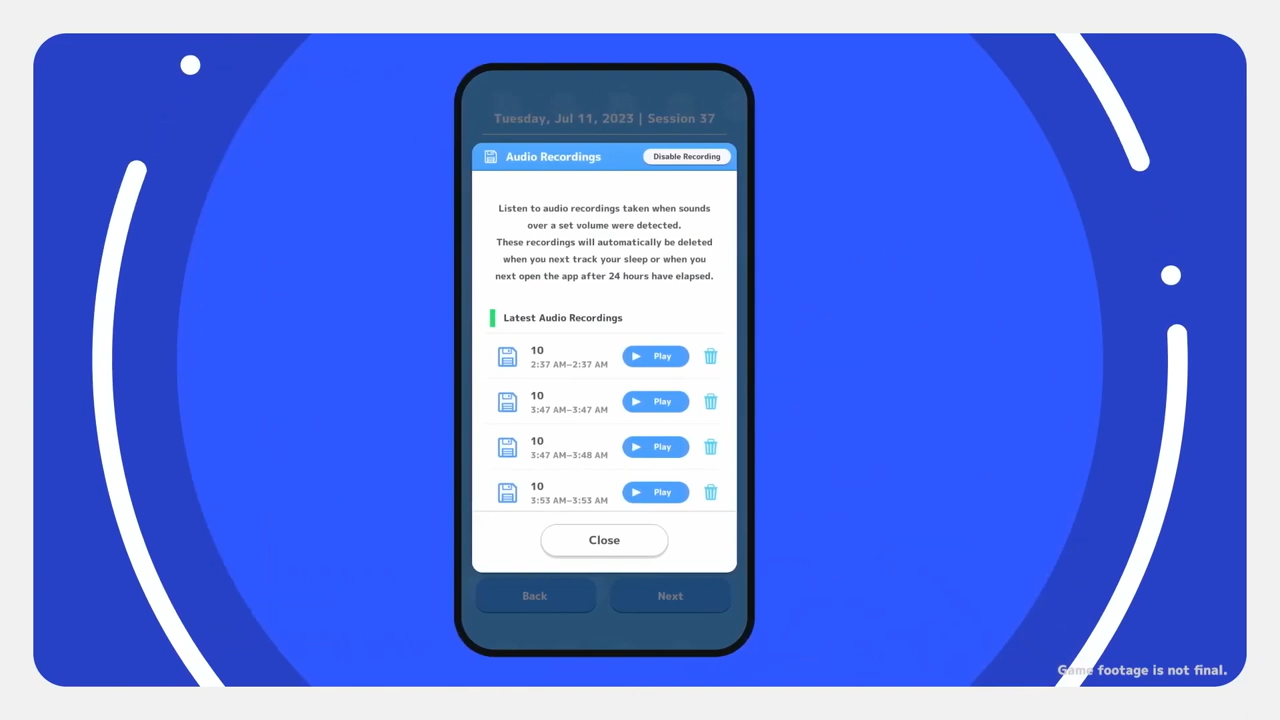 Tuesday, Jul 11, 2023 | Session 37
Audio Recordings
Disable Recording
Listen to audio recordings taken when sounds
over a set volume were detected.
These recordings will automatically be deleted
when you next track your sleep or when you
next open the app after 24 hours have elapsed.
Latest Audio Recordings
10
2:37 AM–2:37 AM
Play
10
3:47 AM–3:47 AM
Play
10
3:47 AM–3:48 AM
Play
10
3:53 AM–3:53 AM
Play
Close
Back
Next
Game footage is not final.